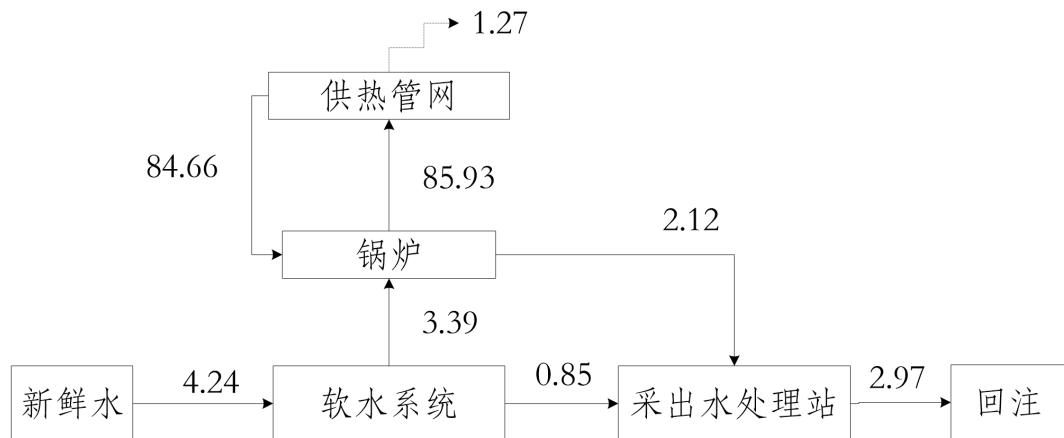 1.27
供热管网
84.66
85.93
2.12
锅炉
3.39
新鲜水
4.24
软水系统
0.85
采出水处理站
2.97
回注